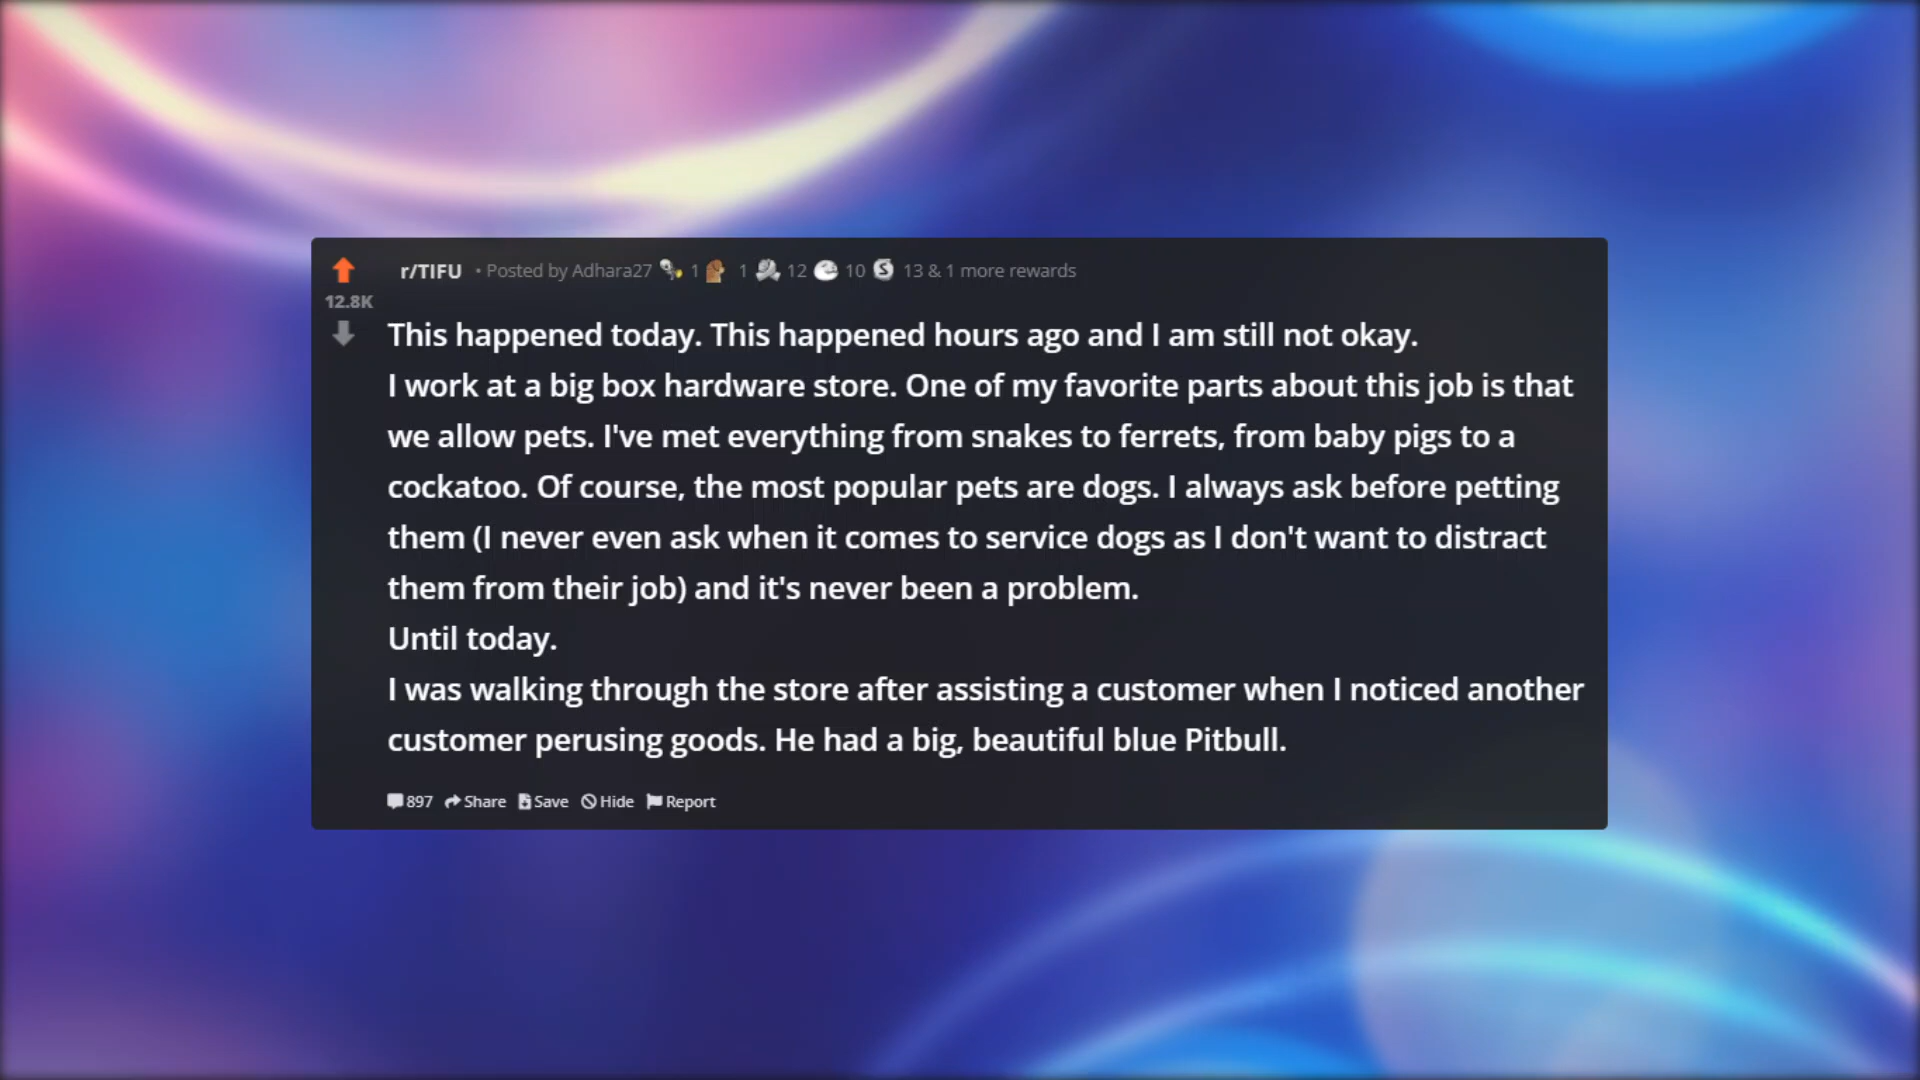 r/TIFU • Posted by Adhara27 1 1 12 10 13 & 1 more rewards
12.8K
This happened today. This happened hours ago and I am still not okay.
I work at a big box hardware store. One of my favorite parts about this job is that
we allow pets. I've met everything from snakes to ferrets, from baby pigs to a
cockatoo. Of course, the most popular pets are dogs. I always ask before petting
them (I never even ask when it comes to service dogs as I don't want to distract
them from their job) and it's never been a problem.
Until today.
I was walking through the store after assisting a customer when I noticed another
customer perusing goods. He had a big, beautiful blue Pitbull.
897 Share Save Hide Report